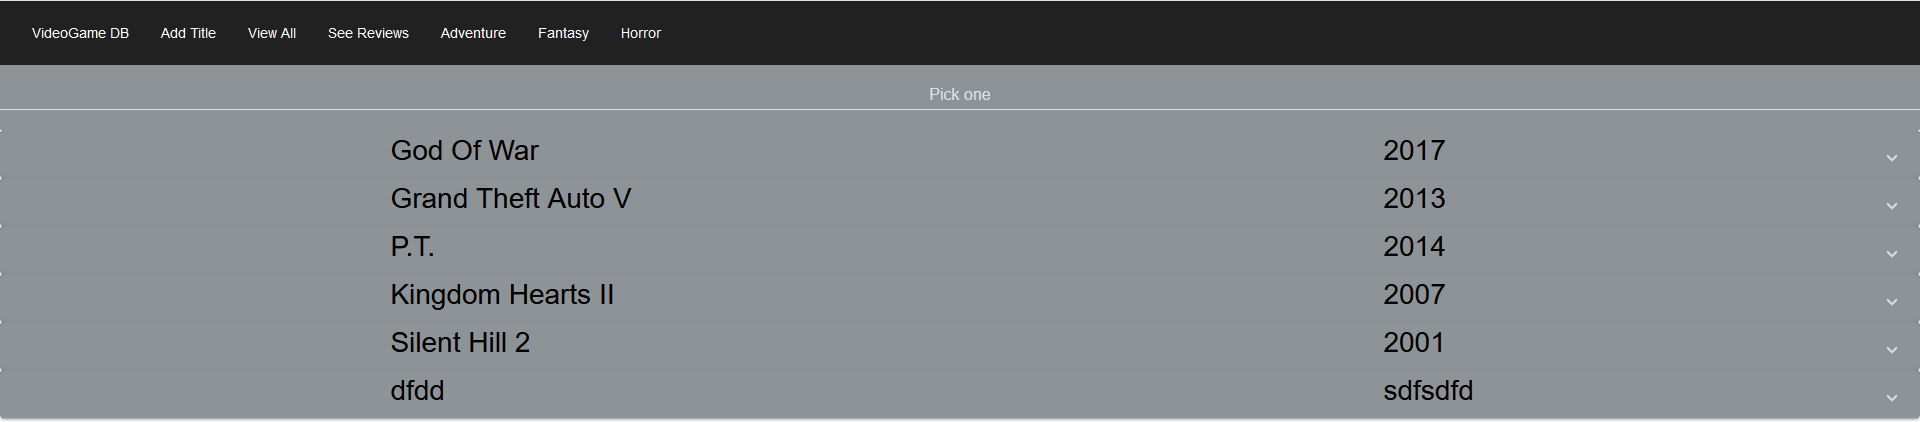 VideoGame DB Add Title View All See Reviews Adventure Fantasy Horror
Pick one
God Of War 2017
Grand Theft Auto V 2013
P.T. 2014
Kingdom Hearts II 2007
Silent Hill 2 2001
dfdd sdfsdfd